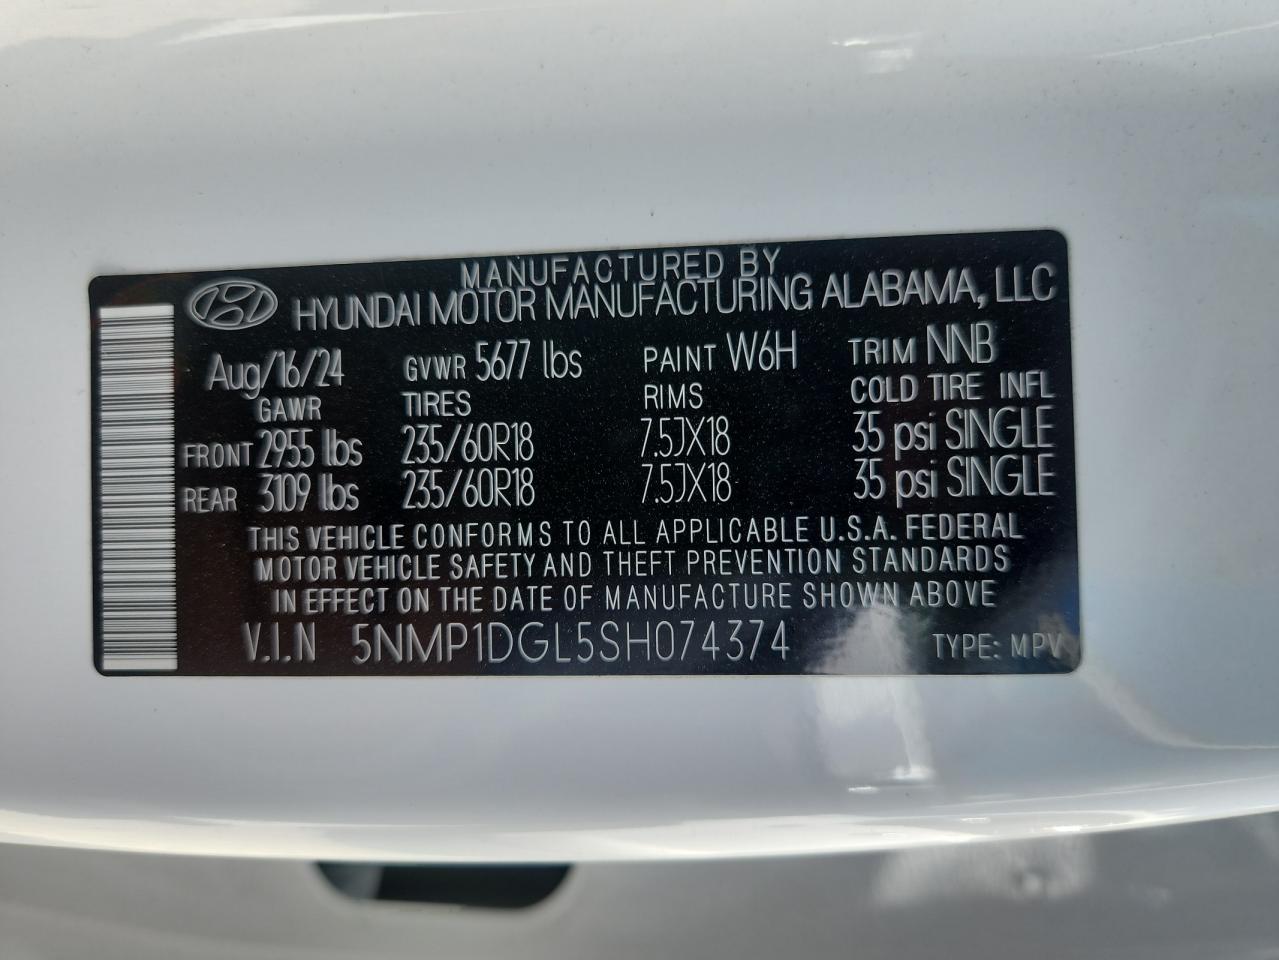 MANUFACTURED BY
HYUNDAI MOTOR MANUFACTURING ALABAMA, LLC
Aug/16/24 GVWR 5677 lbs PAINT W6H TRIM NNB
GAWR TIRES RIMS COLD TIRE INFL
FRONT 2955 lbs 235/60R18 7.5JX18 35 psi SINGLE
REAR 3109 lbs 235/60R18 7.5JX18 35 psi SINGLE
THIS VEHICLE CONFORMS TO ALL APPLICABLE U.S.A. FEDERAL
MOTOR VEHICLE SAFETY AND THEFT PREVENTION STANDARDS
IN EFFECT ON THE DATE OF MANUFACTURE SHOWN ABOVE
V.I.N 5NMP1DGL5SH074374 TYPE: MPV